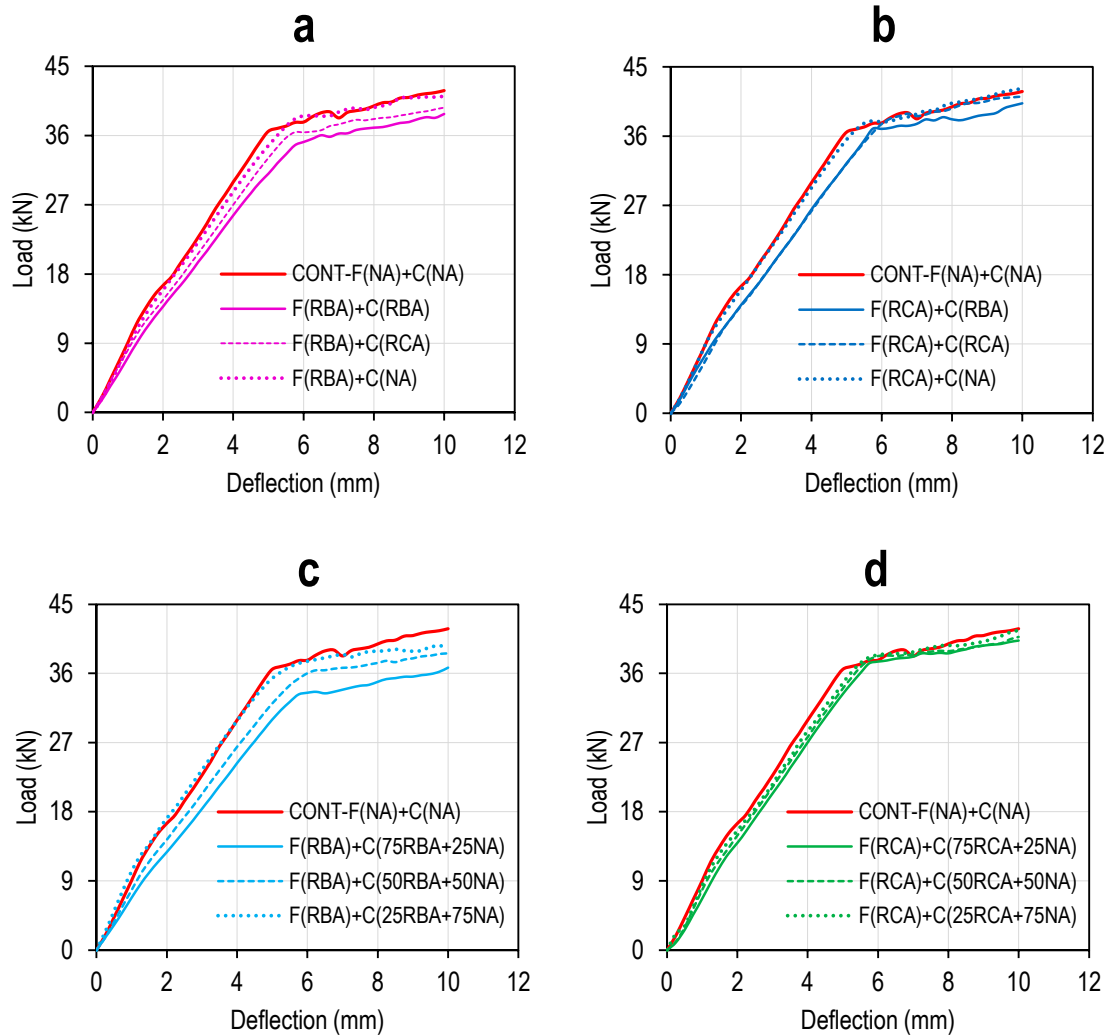 a
45
36
27
18
9
0
Load (kN)
CONT-F(NA)+C(NA)
F(RBA)+C(RBA)
F(RBA)+C(RCA)
F(RBA)+C(NA)
0 2 4 6 8 10 12
Deflection (mm)
b
45
36
27
18
9
0
Load (kN)
CONT-F(NA)+C(NA)
F(RCA)+C(RBA)
F(RCA)+C(RCA)
F(RCA)+C(NA)
0 2 4 6 8 10 12
Deflection (mm)
c
45
36
27
18
9
0
Load (kN)
CONT-F(NA)+C(NA)
F(RBA)+C(75RBA+25NA)
F(RBA)+C(50RBA+50NA)
F(RBA)+C(25RBA+75NA)
0 2 4 6 8 10 12
Deflection (mm)
d
45
36
27
18
9
0
Load (kN)
CONT-F(NA)+C(NA)
F(RCA)+C(75RCA+25NA)
F(RCA)+C(50RCA+50NA)
F(RCA)+C(25RCA+75NA)
0 2 4 6 8 10 12
Deflection (mm)